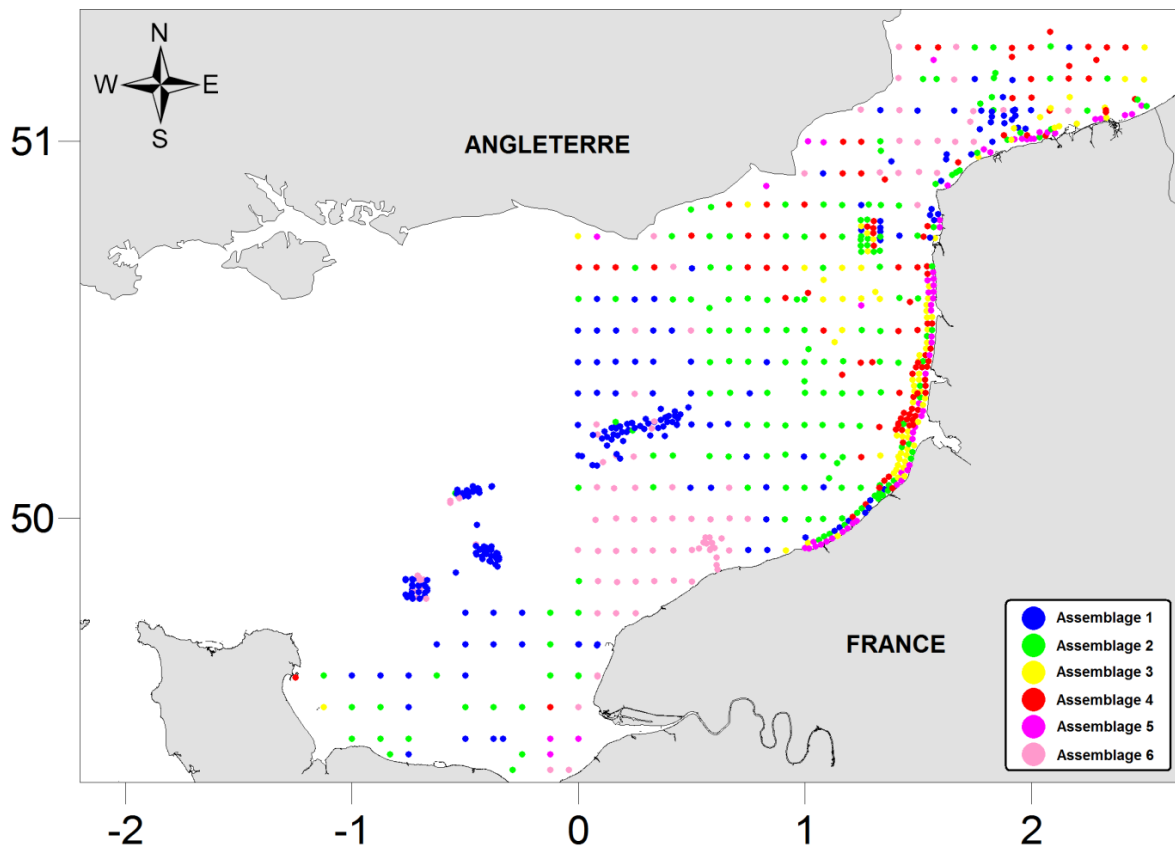 N
W E
S
51
ANGLETERRE
50
FRANCE
Assemblage 1
Assemblage 2
Assemblage 3
Assemblage 4
Assemblage 5
Assemblage 6
-2 -1 0 1 2